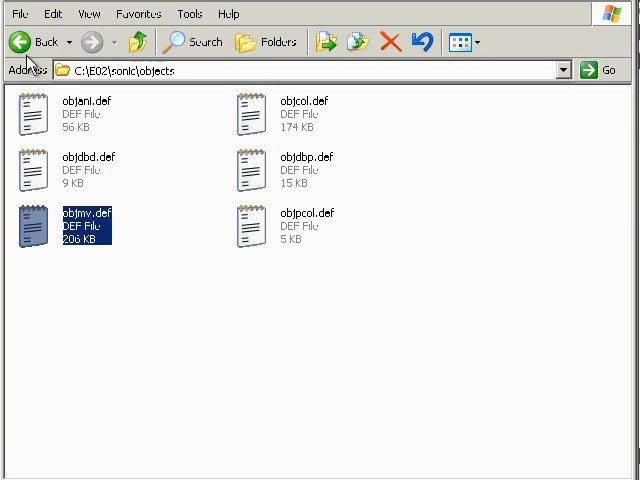 File Edit View Favorites Tools Help
Back Search Folders
Address C:\E02\sonic\objects Go
objani.def
DEF File
56 KB
objcol.def
DEF File
174 KB
objdbd.def
DEF File
9 KB
objdbp.def
DEF File
15 KB
objmv.def
DEF File
206 KB
objpcol.def
DEF File
5 KB